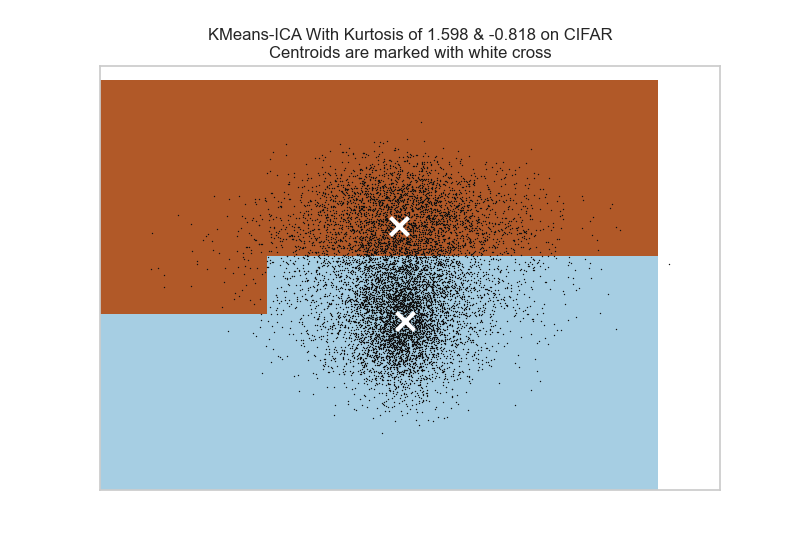 KMeans-ICA With Kurtosis of 1.598 & -0.818 on CIFAR
Centroids are marked with white cross